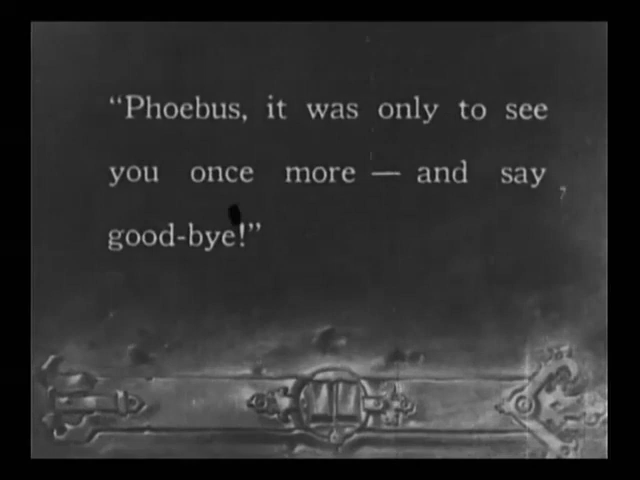 “Phoebus, it was only to see
you once more — and say
good-bye!”